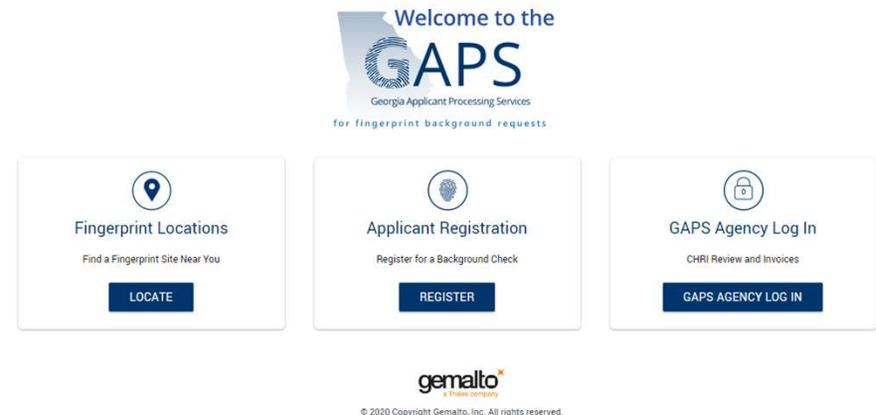 Welcome to the
GAPS
Georgia Applicant Processing Services
for fingerprint background requests
Fingerprint Locations
Find a Fingerprint Site Near You
LOCATE
Applicant Registration
Register for a Background Check
REGISTER
GAPS Agency Log In
CHRI Review and Invoices
GAPS AGENCY LOG IN
gemalto
a Thales company
© 2020 Copyright Gemalto, Inc. All rights reserved.